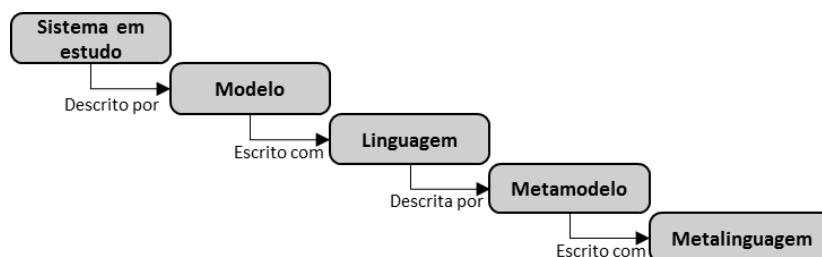 Sistema em
estudo
Descrito por
Modelo
Escrito com
Linguagem
Descrita por
Metamodelo
Escrito com
Metalinguagem